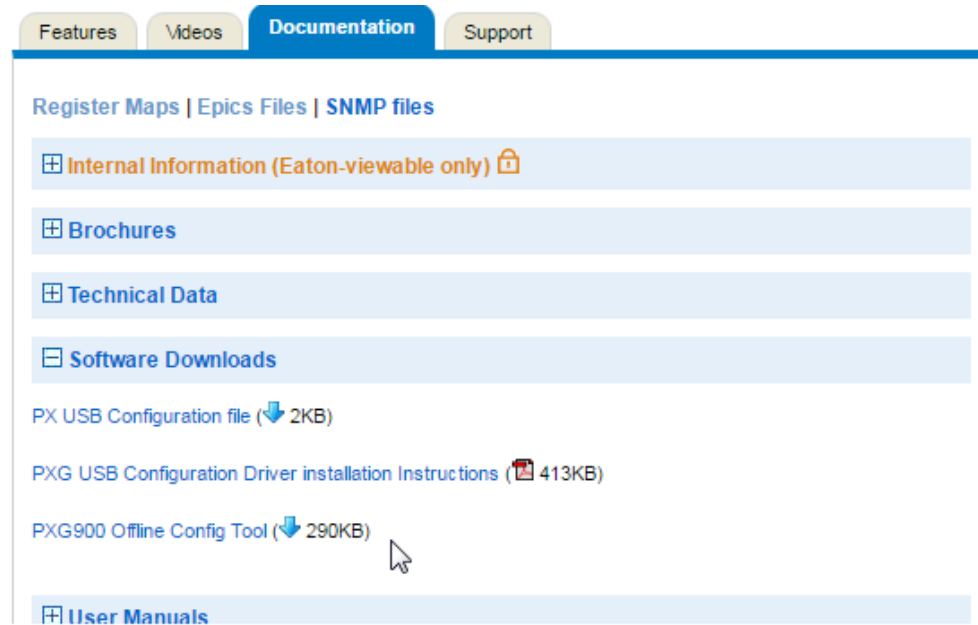 Features Videos Documentation Support
Register Maps | Epics Files | SNMP files
Internal Information (Eaton-viewable only)
Brochures
Technical Data
Software Downloads
PX USB Configuration file ( 2KB)
PXG USB Configuration Driver installation Instructions ( 413KB)
PXG900 Offline Config Tool ( 290KB)
User Manuals